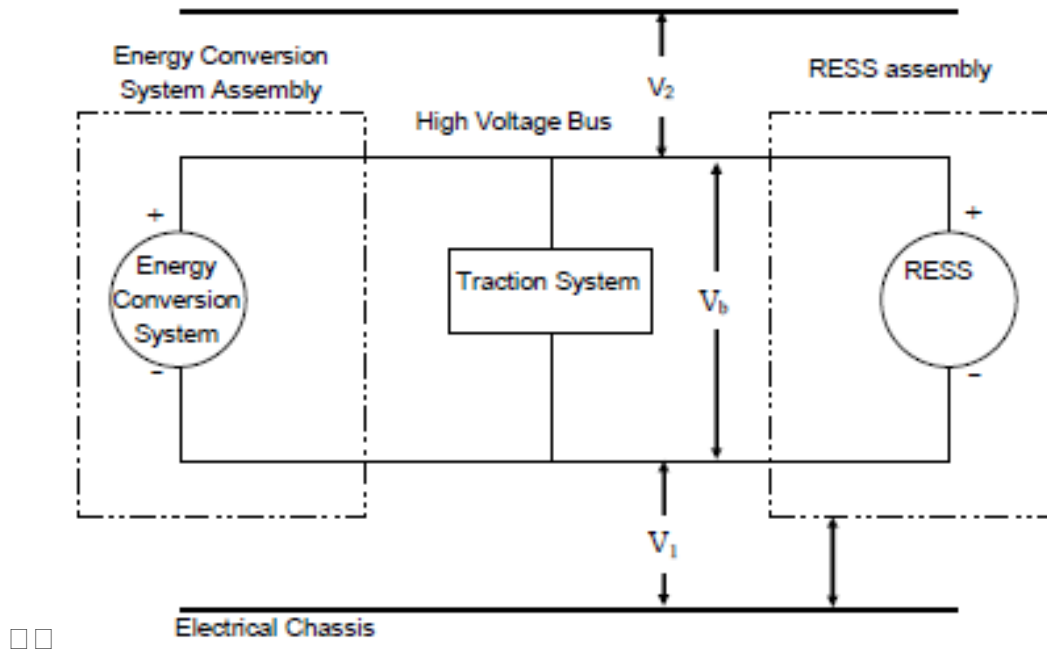 Energy Conversion
System Assembly
V₂
RESS assembly
High Voltage Bus
+
+
Energy
Conversion
System
Traction System
V_b
RESS
-
-
V₁
Electrical Chassis